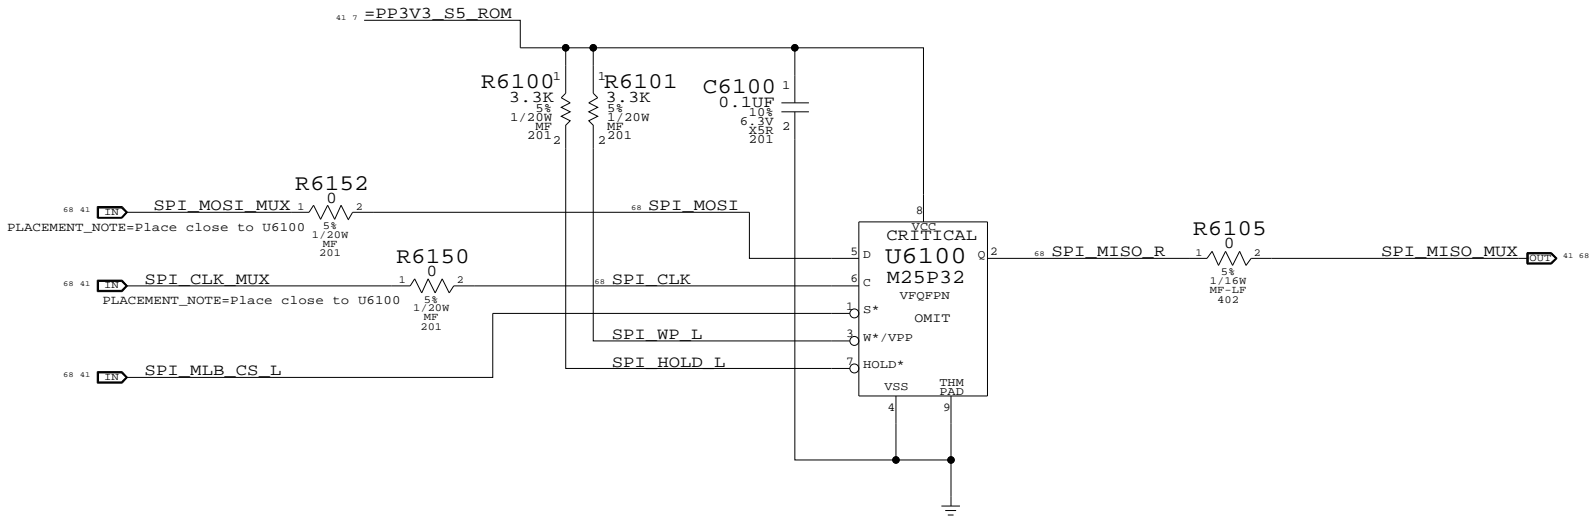 41 7 =PP3V3_S5_ROM
R6100
3.3K
5%
1/20W
MF
201
1
2
R6101
3.3K
5%
1/20W
MF
201
1
2
C6100
0.1UF
10%
6.3V
X5R
201
1
2
R6152
0
68 41 IN SPI_MOSI_MUX 1 2 68 SPI_MOSI
PLACEMENT_NOTE=Place close to U6100
5%
1/20W
MF
201
R6150
0
68 41 IN SPI_CLK_MUX 1 2 68 SPI_CLK
PLACEMENT_NOTE=Place close to U6100
5%
1/20W
MF
201
68 41 IN SPI_MLB_CS_L
SPI_WP_L
SPI_HOLD_L
8
VCC
CRITICAL
5 D U6100 Q 2
6 C M25P32
VFQFPN
1 S* OMIT
3 W*/VPP
7 HOLD*
VSS
THM
PAD
4 9
R6105
0
68 SPI_MISO_R 1 2 SPI_MISO_MUX OUT 41 68
5%
1/16W
MF-LF
402